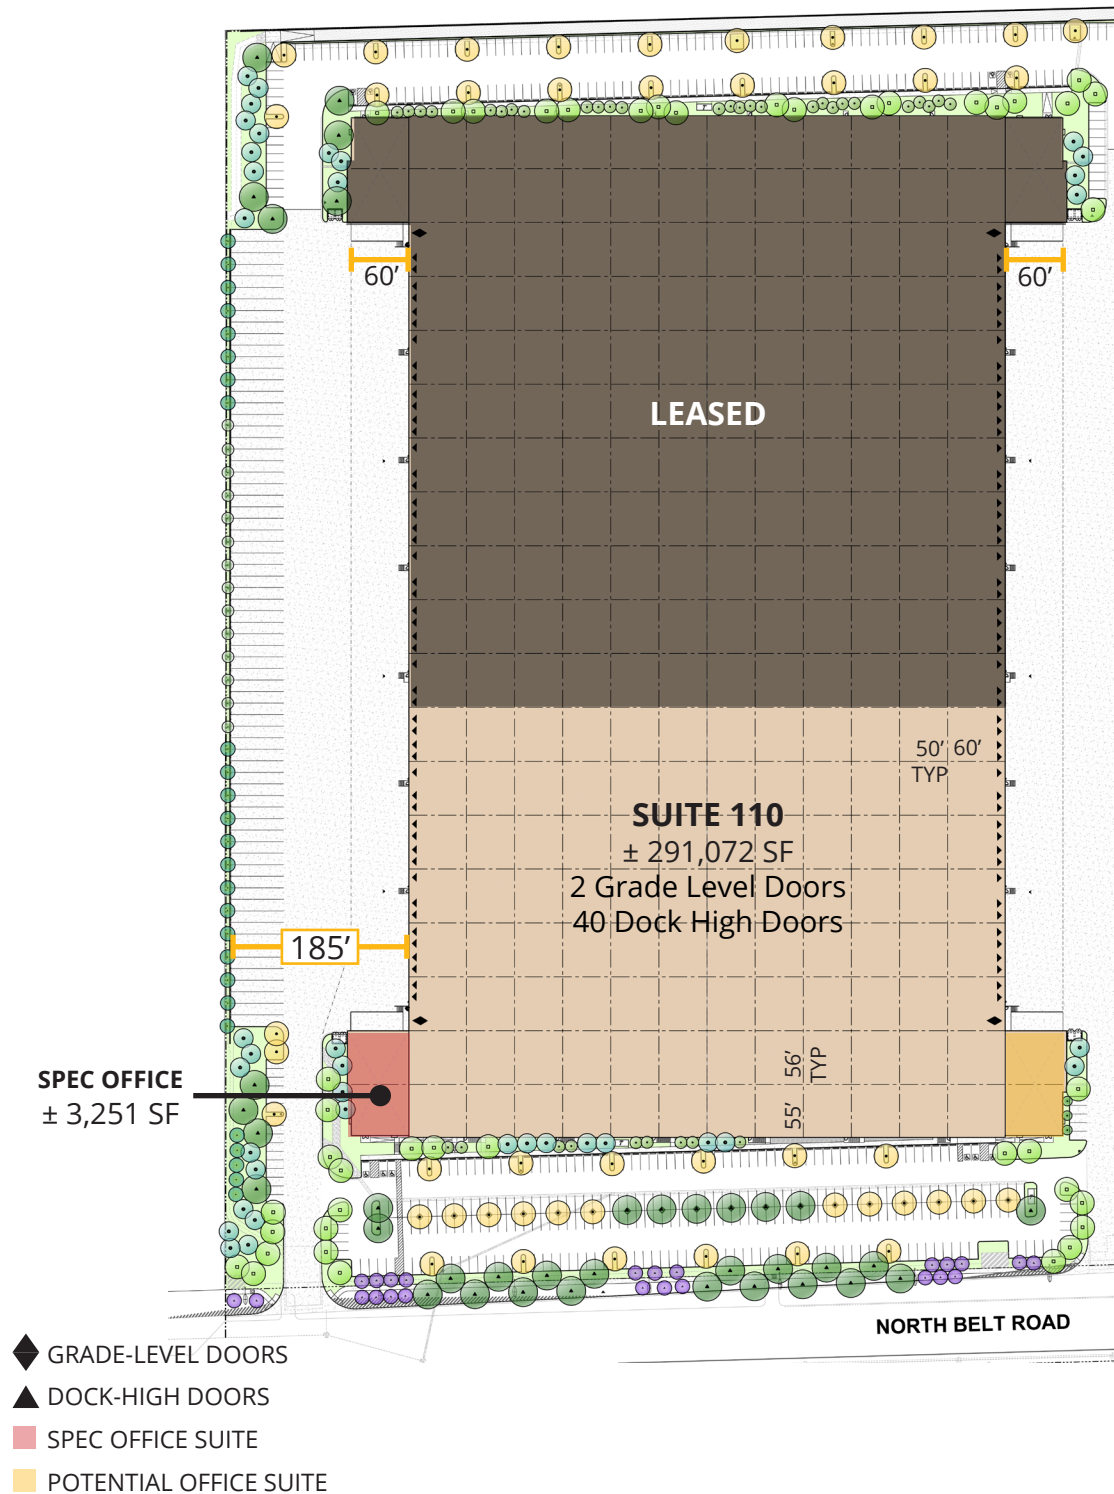 60’
60’
LEASED
50’ 60’
TYP
SUITE 110
± 291,072 SF
2 Grade Level Doors
40 Dock High Doors
185’
55’ 56’
TYP
SPEC OFFICE
± 3,251 SF
NORTH BELT ROAD
GRADE-LEVEL DOORS
DOCK-HIGH DOORS
SPEC OFFICE SUITE
POTENTIAL OFFICE SUITE